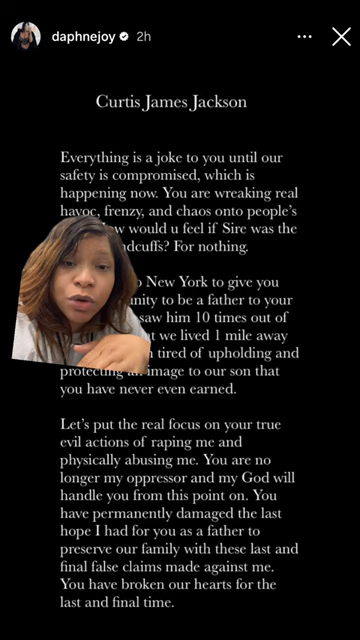 daphnejoy 2h
Curtis James Jackson
Everything is a joke to you until our
safety is compromised, which is
happening now. You are wreaking real
havoc, frenzy, and chaos onto people's
would u feel if Sire was the
For nothing.
New York to give you
to be a father to your
saw him 10 times out of
we lived 1 mile away
tired of upholding and
protecting an image to our son that
you have never even earned.
Let's put the real focus on your true
evil actions of raping me and
physically abusing me. You are no
longer my oppressor and my God will
handle you from this point on. You
have permanently damaged the last
hope I had for you as a father to
preserve our family with these last and
final false claims made against me.
You have broken our hearts for the
last and final time.